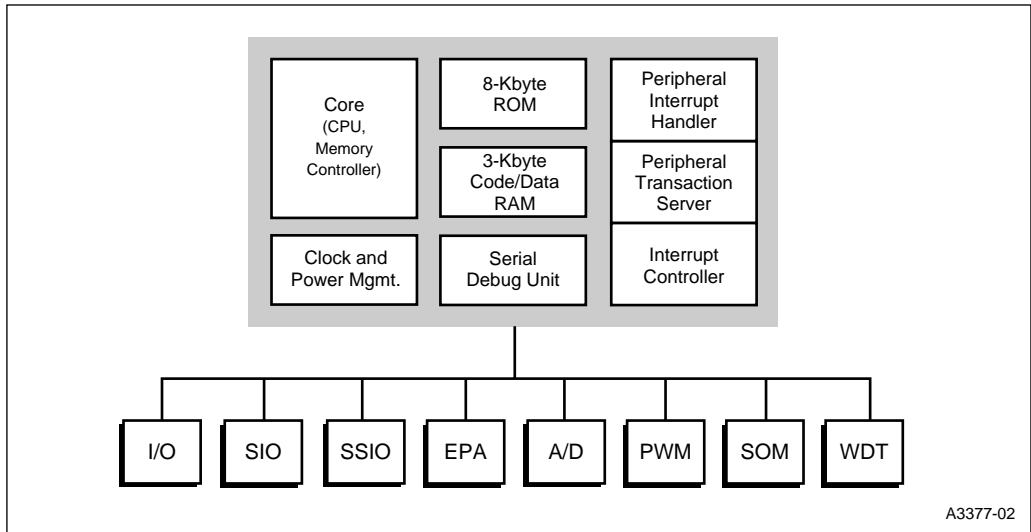 Core
(CPU,
Memory
Controller)
8-Kbyte
ROM
Peripheral
Interrupt
Handler
3-Kbyte
Code/Data
RAM
Peripheral
Transaction
Server
Clock and
Power Mgmt.
Serial
Debug Unit
Interrupt
Controller
I/O
SIO
SSIO
EPA
A/D
PWM
SOM
WDT
A3377-02